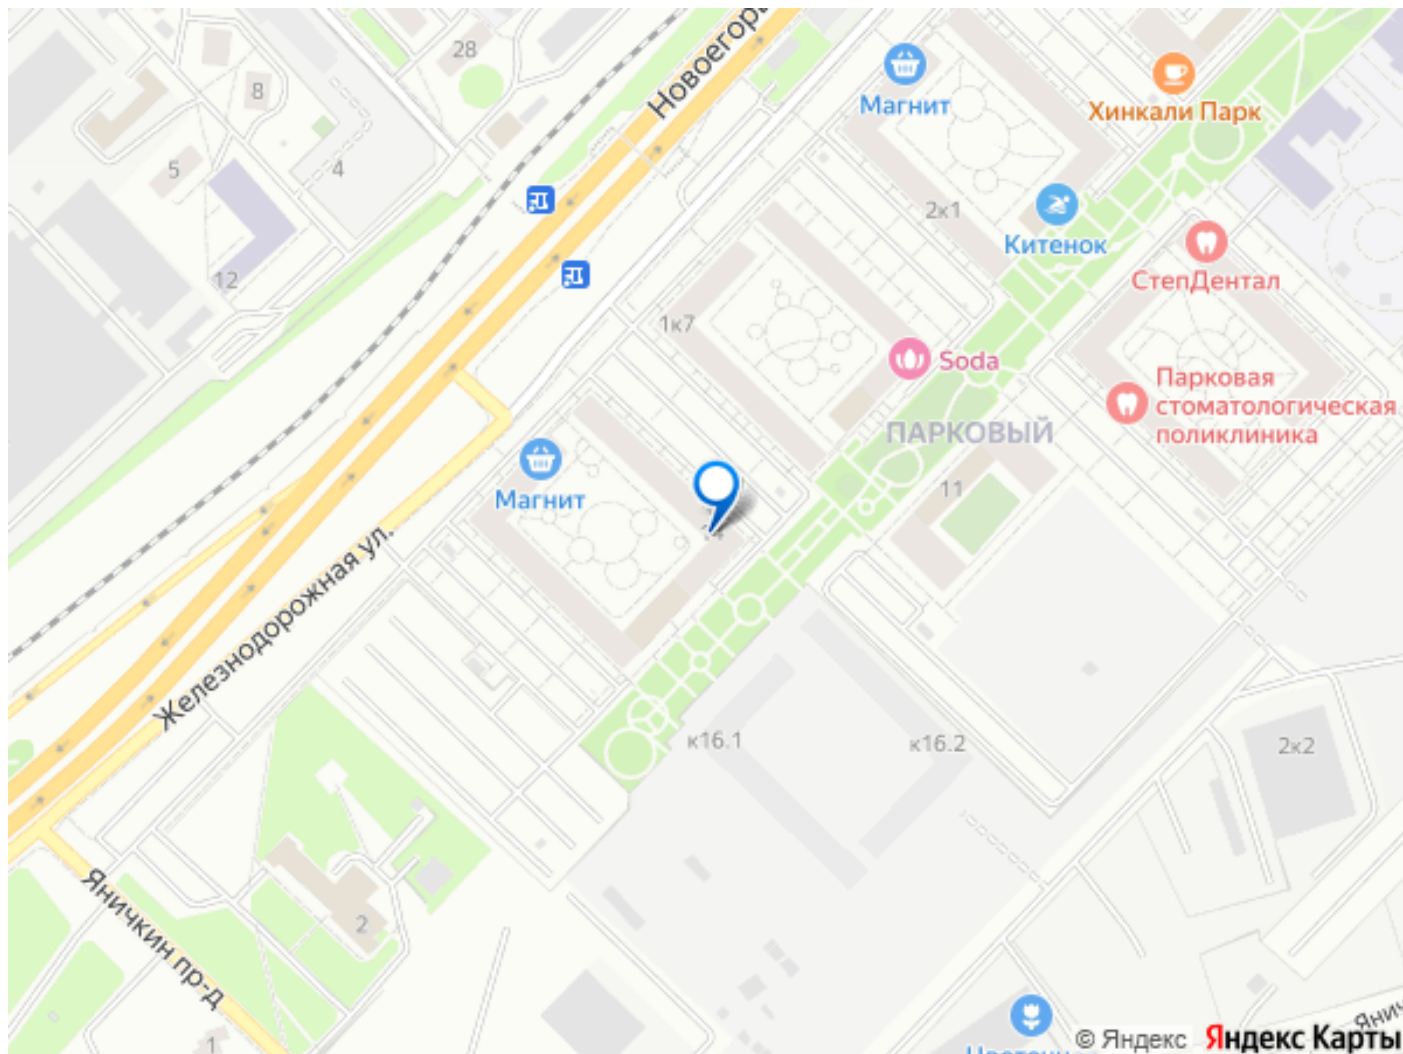 Новоегорь
28
8
5
4
12
Магнит
Хинкали Парк
2к1
Китенок
СтепДентал
1к7
Soda
Парковая
стоматологическая
поликлиника
ПАРКОВЫЙ
Магнит
11
Железнодорожная ул.
к16.1
к16.2
2к2
Яничкин пр-д
2
1
© Яндекс
Яндекс Карты